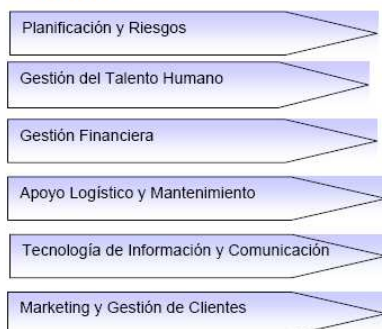 Planificación y Riesgos
Gestión del Talento Humano
Gestión Financiera
Apoyo Logístico y Mantenimiento
Tecnología de Información y Comunicación
Marketing y Gestión de Clientes